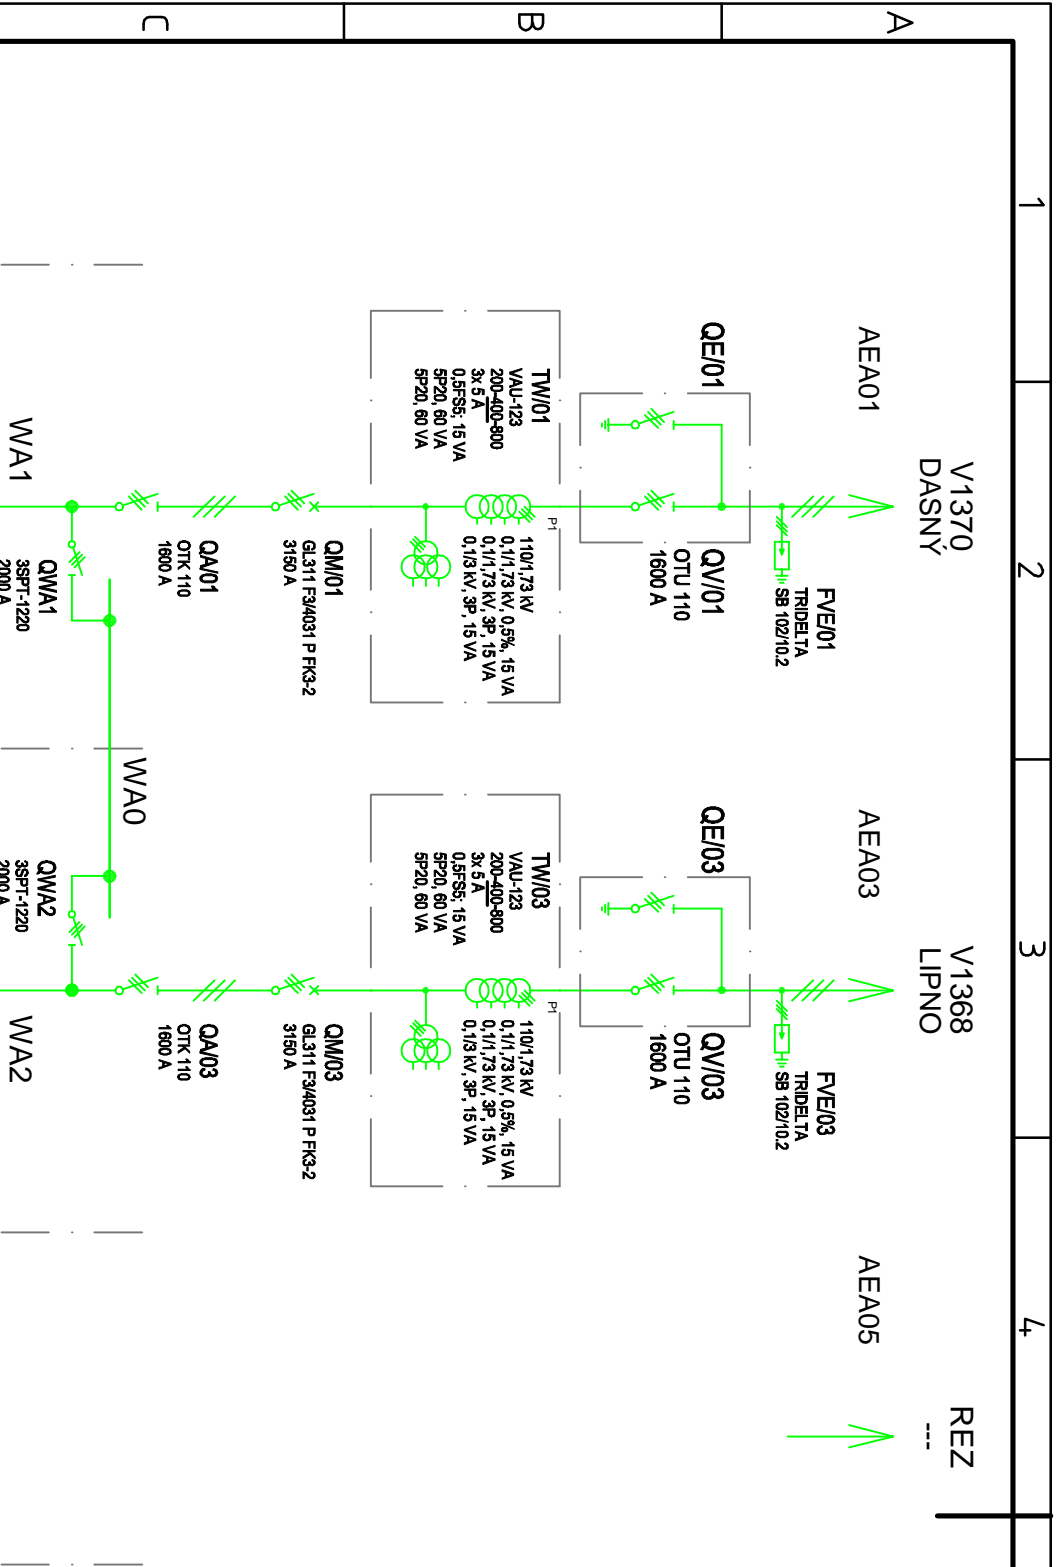 1
2
3
4
A
B
C
AEA01
V1370
DASNÝ
FVE/01
TRIDELTA
SB 102/10.2
QE/01
QV/01
OTU 110
1600 A
TW/01
VAU-123
200-400-800
3x 5 A
0,5FS5; 15 VA
5P20, 60 VA
5P20, 60 VA
P1
110/1,73 kV
0,1/1,73 kV, 0,5%, 15 VA
0,1/1,73 kV, 3P, 15 VA
0,1/3 kV, 3P, 15 VA
QM/01
GL311 F3/4031 P FK3-2
3150 A
QA/01
OTK 110
1600 A
WA1
QWA1
3SPT-1220
2000 A
WA0
AEA03
V1368
LIPNO
FVE/03
TRIDELTA
SB 102/10.2
QE/03
QV/03
OTU 110
1600 A
TW/03
VAU-123
200-400-800
3x 5 A
0,5FS5; 15 VA
5P20, 60 VA
5P20, 60 VA
P1
110/1,73 kV
0,1/1,73 kV, 0,5%, 15 VA
0,1/1,73 kV, 3P, 15 VA
0,1/3 kV, 3P, 15 VA
QM/03
GL311 F3/4031 P FK3-2
3150 A
QA/03
OTK 110
1600 A
QWA2
3SPT-1220
2000 A
WA2
AEA05
REZ
---